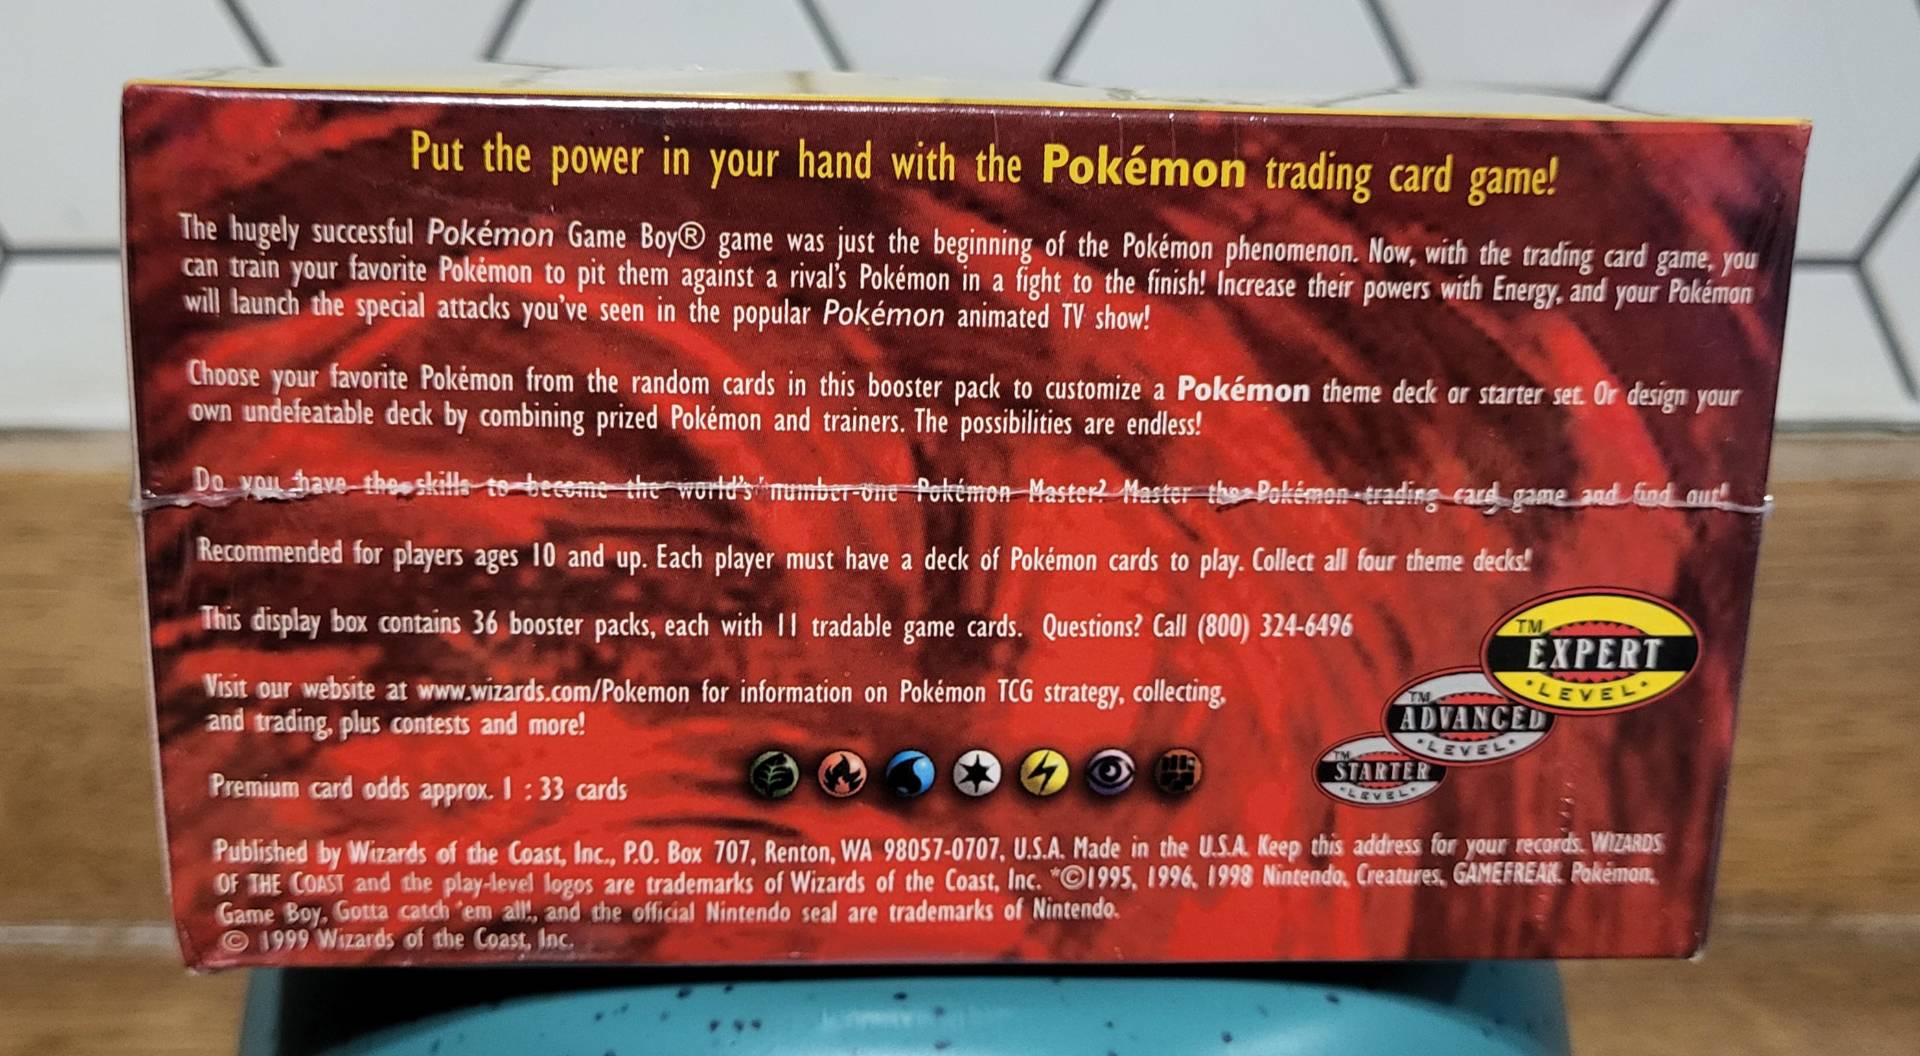 Put the power in your hand with the Pokémon trading card game!
The hugely successful Pokémon Game Boy® game was just the beginning of the Pokémon phenomenon. Now, with the trading card game, you
can train your favorite Pokémon to pit them against a rival's Pokémon in a fight to the finish! Increase their powers with Energy, and your Pokémon
will launch the special attacks you've seen in the popular Pokémon animated TV show!
Choose your favorite Pokémon from the random cards in this booster pack to customize a Pokémon theme deck or starter set. Or design your
own undefeatable deck by combining prized Pokémon and trainers. The possibilities are endless!
Do you have the skills to become the world's number-one Pokémon Master? Master the Pokémon trading card game and find out!
Recommended for players ages 10 and up. Each player must have a deck of Pokémon cards to play. Collect all four theme decks!
This display box contains 36 booster packs, each with 11 tradable game cards. Questions? Call (800) 324-6496
Visit our website at www.wizards.com/Pokemon for information on Pokémon TCG strategy, collecting,
and trading, plus contests and more!
Premium card odds approx. 1 : 33 cards
TM
EXPERT
•LEVEL•
TM
ADVANCED
•LEVEL•
TM
STARTER
•LEVEL•
Published by Wizards of the Coast, Inc., P.O. Box 707, Renton, WA 98057-0707, U.S.A. Made in the U.S.A. Keep this address for your records. WIZARDS
OF THE COAST and the play-level logos are trademarks of Wizards of the Coast, Inc. *©1995, 1996, 1998 Nintendo, Creatures, GAMEFREAK. Pokémon,
Game Boy, Gotta catch 'em all!, and the official Nintendo seal are trademarks of Nintendo.
© 1999 Wizards of the Coast, Inc.